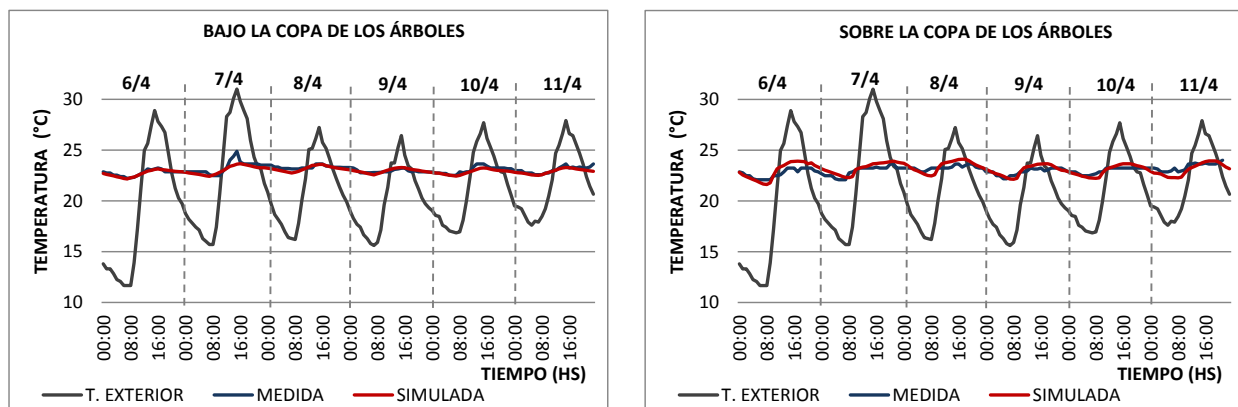 BAJO LA COPA DE LOS ÁRBOLES
6/4 7/4 8/4 9/4 10/4 11/4
TEMPERATURA (°C)
30
25
20
15
10
00:00 08:00 16:00 00:00 08:00 16:00 00:00 08:00 16:00 00:00 08:00 16:00 00:00 08:00 16:00 00:00 08:00 16:00
TIEMPO (HS)
T. EXTERIOR MEDIDA SIMULADA
SOBRE LA COPA DE LOS ÁRBOLES
6/4 7/4 8/4 9/4 10/4 11/4
TEMPERATURA (°C)
30
25
20
15
10
00:00 08:00 16:00 00:00 08:00 16:00 00:00 08:00 16:00 00:00 08:00 16:00 00:00 08:00 16:00 00:00 08:00 16:00
TIEMPO (HS)
T. EXTERIOR MEDIDA SIMULADA